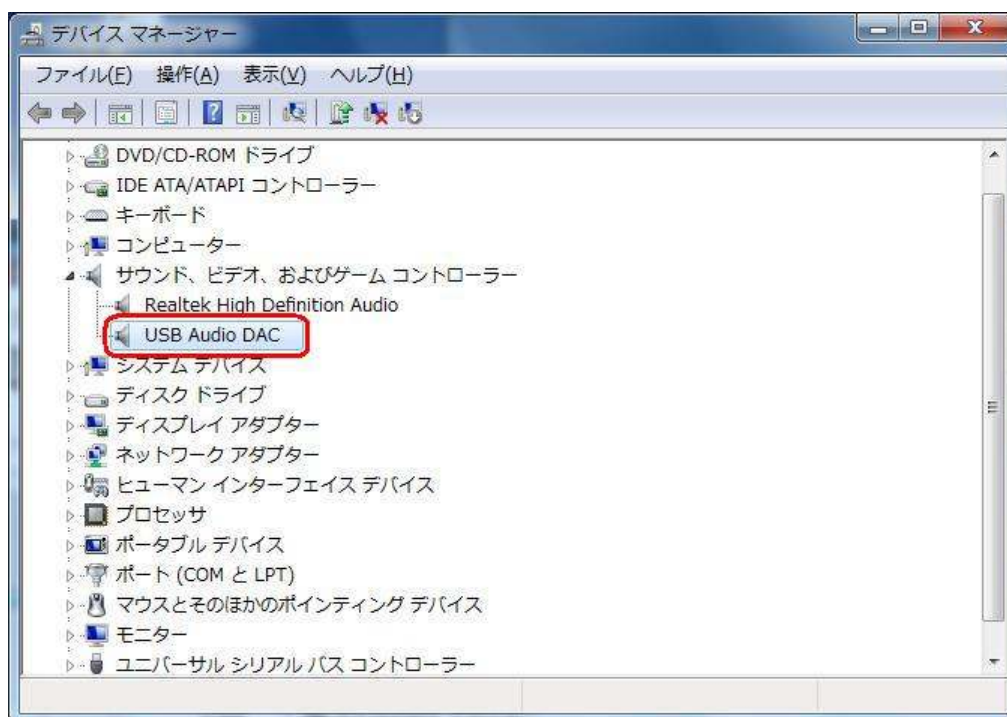 デバイス マネージャー
ファイル(F) 操作(A) 表示(V) ヘルプ(H)
DVD/CD-ROM ドライブ
IDE ATA/ATAPI コントローラー
キーボード
コンピューター
サウンド、ビデオ、およびゲーム コントローラー
Realtek High Definition Audio
USB Audio DAC
システム デバイス
ディスク ドライブ
ディスプレイ アダプター
ネットワーク アダプター
ヒューマン インターフェイス デバイス
プロセッサ
ポータブル デバイス
ポート (COM と LPT)
マウスとそのほかのポインティング デバイス
モニター
ユニバーサル シリアル バス コントローラー